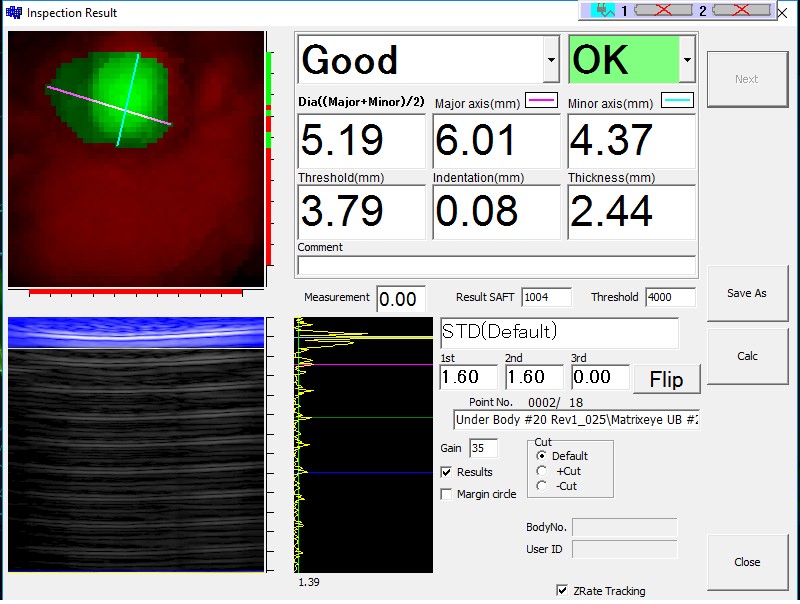 Inspection Result
1 2
Good OK
Next
Dia((Major+Minor)/2) Major axis(mm) Minor axis(mm)
5.19 6.01 4.37
Threshold(mm) Indentation(mm) Thickness(mm)
3.79 0.08 2.44
Comment
Measurement 0.00 Result SAFT 1004 Threshold 4000
Save As
STD(Default)
Calc
1st 2nd 3rd
1.60 1.60 0.00 Flip
Point No. 0002/ 18
Under Body #20 Rev1_025\Matrixeye UB #2
Gain 35
Cut
Default
+Cut
-Cut
Results
Margin circle
BodyNo.
User ID
Close
1.39
ZRate Tracking